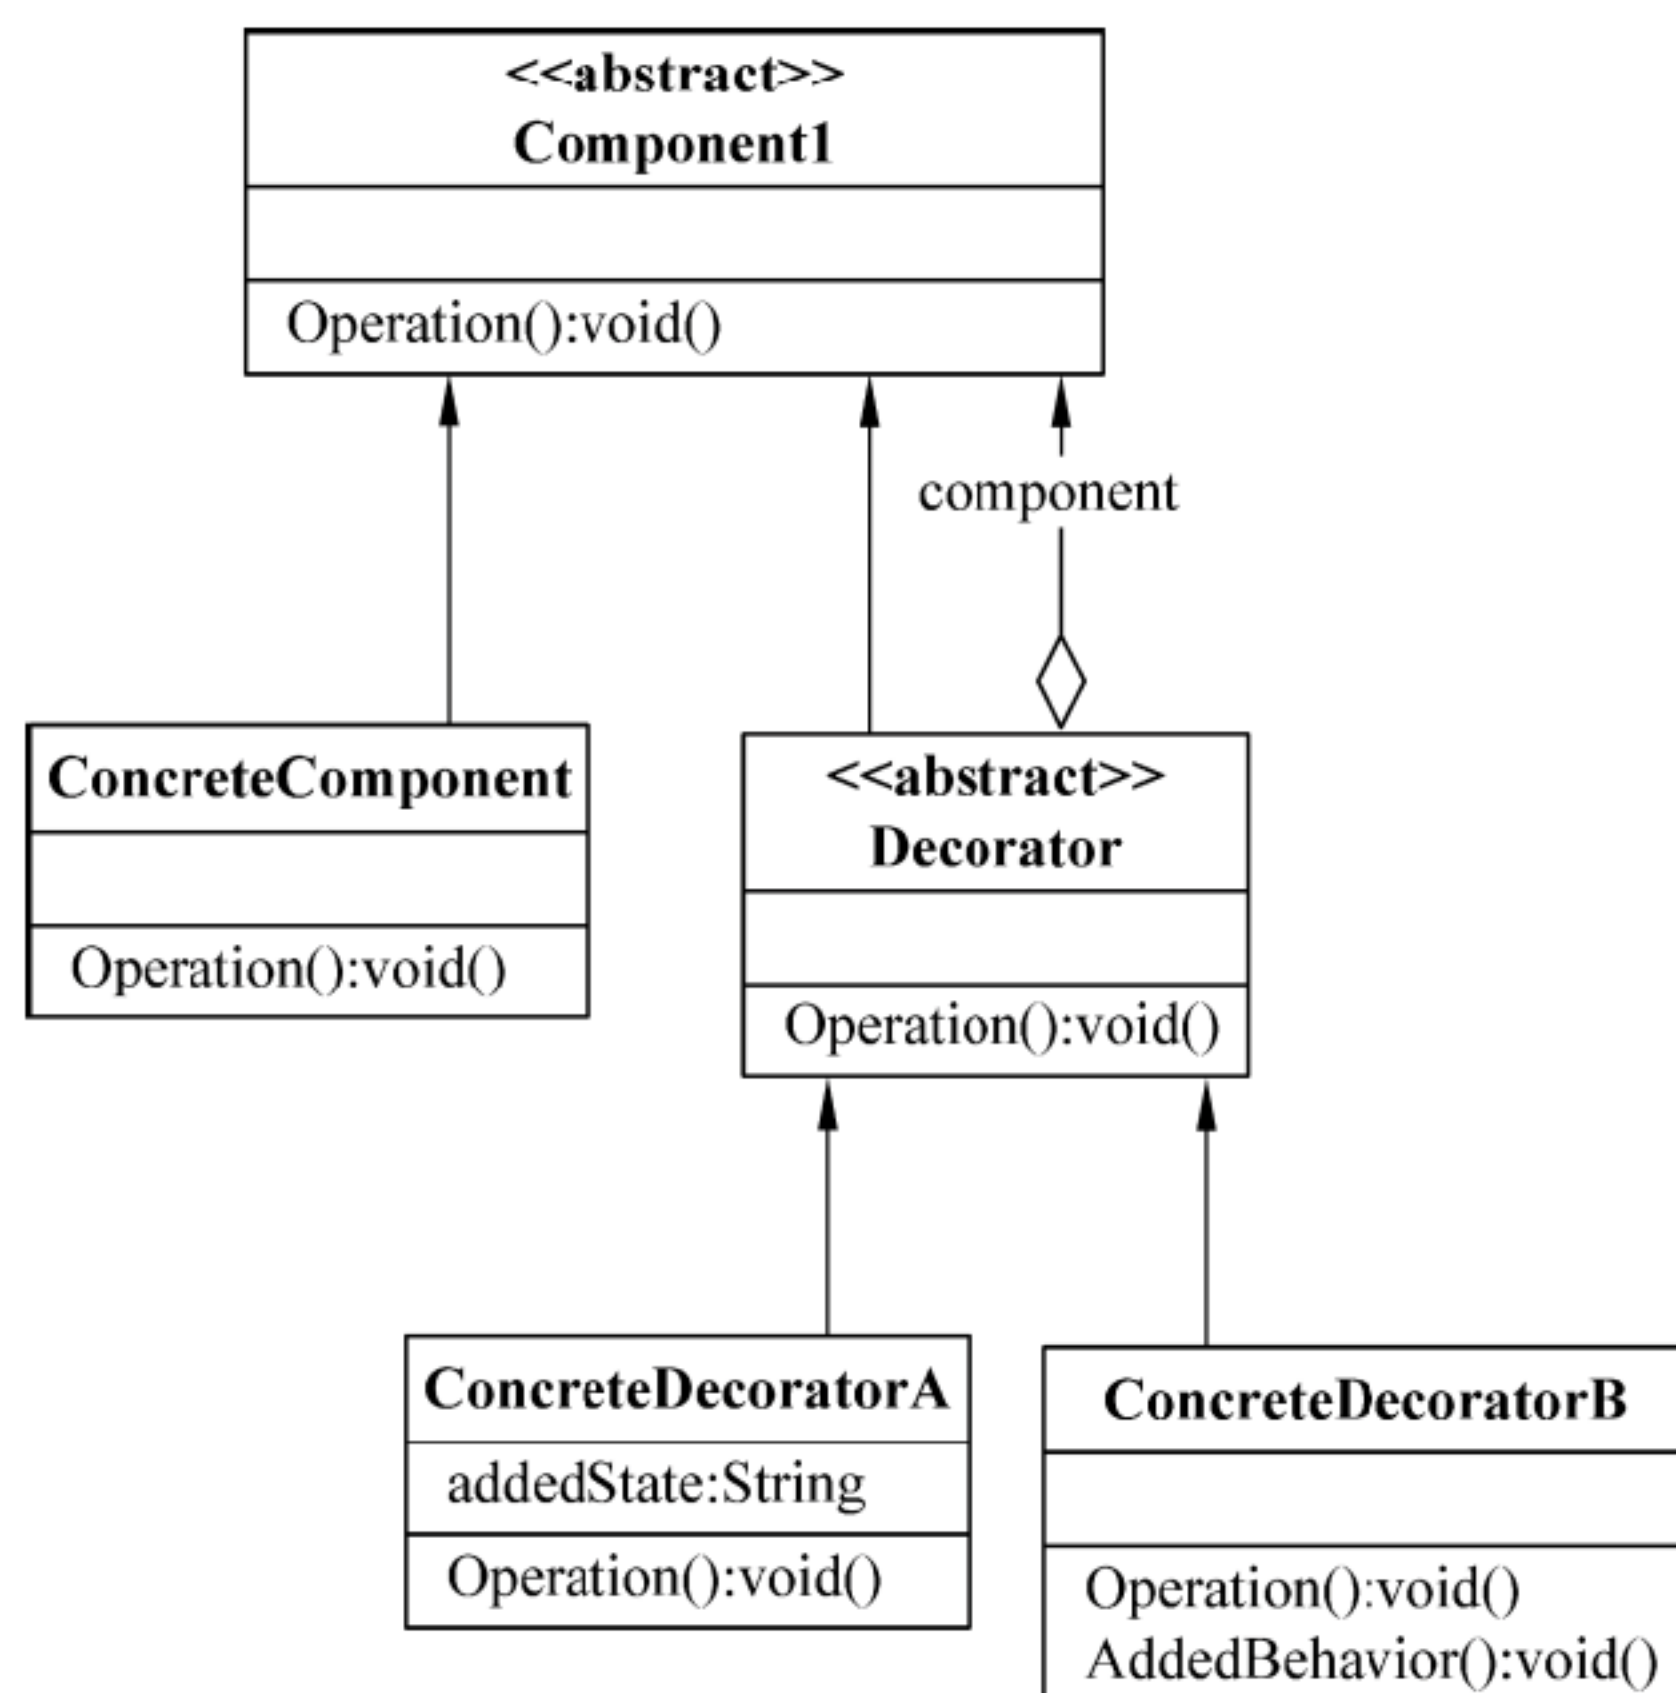 <<abstract>>
Component1
Operation():void()
component
ConcreteComponent
Operation():void()
<<abstract>>
Decorator
Operation():void()
ConcreteDecoratorA
addedState:String
Operation():void()
ConcreteDecoratorB
Operation():void()
AddedBehavior():void()